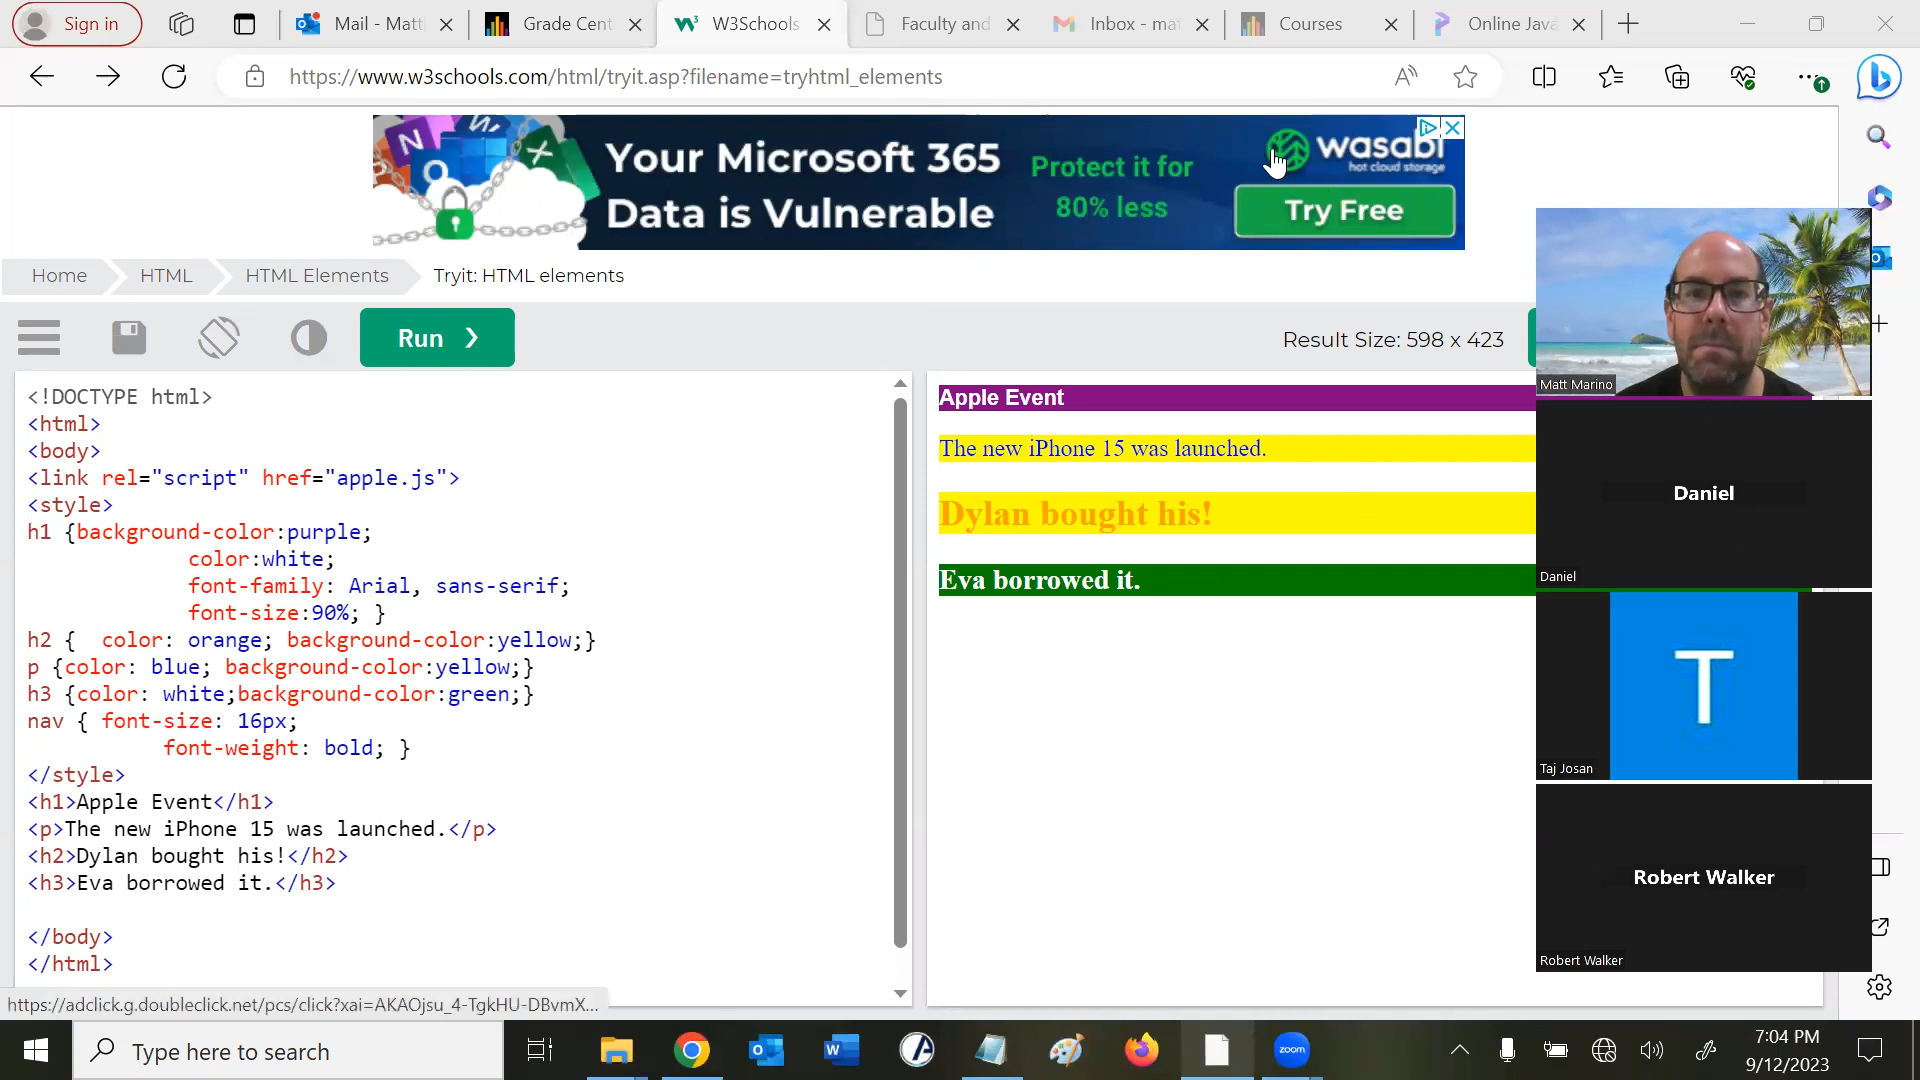 Sign in
Mail - Matt
Grade Cent
W3Schools
Faculty and
Inbox - ma
Courses
Online Java
https://www.w3schools.com/html/tryit.asp?filename=tryhtml_elements
Your Microsoft 365
Data is Vulnerable
Protect it for
80% less
wasabi
hot cloud storage
Try Free
Home
HTML
HTML Elements
Tryit: HTML elements
Run ❯
Result Size: 598 x 423
<!DOCTYPE html>
<html>
<body>
<link rel="script" href="apple.js">
<style>
h1 {background-color:purple;
color:white;
font-family: Arial, sans-serif;
font-size:90%; }
h2 {  color: orange; background-color:yellow;}
p {color: blue; background-color:yellow;}
h3 {color: white;background-color:green;}
nav { font-size: 16px;
font-weight: bold; }
</style>
<h1>Apple Event</h1>
<p>The new iPhone 15 was launched.</p>
<h2>Dylan bought his!</h2>
<h3>Eva borrowed it.</h3>
</body>
</html>
Apple Event
The new iPhone 15 was launched.
Dylan bought his!
Eva borrowed it.
Matt Marino
Daniel
Daniel
T
Taj Josan
Robert Walker
Robert Walker
https://adclick.g.doubleclick.net/pcs/click?xai=AKAOjsu_4-TgkHU-DBvmX...
Type here to search
zoom
7:04 PM
9/12/2023